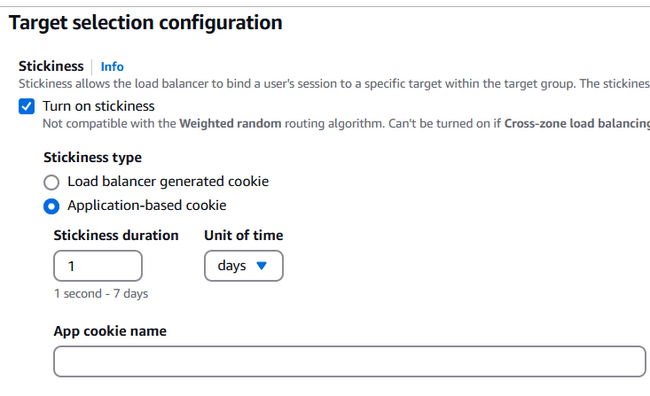 Target selection configuration
Stickiness Info
Stickiness allows the load balancer to bind a user's session to a specific target within the target group. The stickines
Turn on stickiness
Not compatible with the Weighted random routing algorithm. Can't be turned on if Cross-zone load balancing
Stickiness type
Load balancer generated cookie
Application-based cookie
Stickiness duration Unit of time
1 days
1 second - 7 days
App cookie name